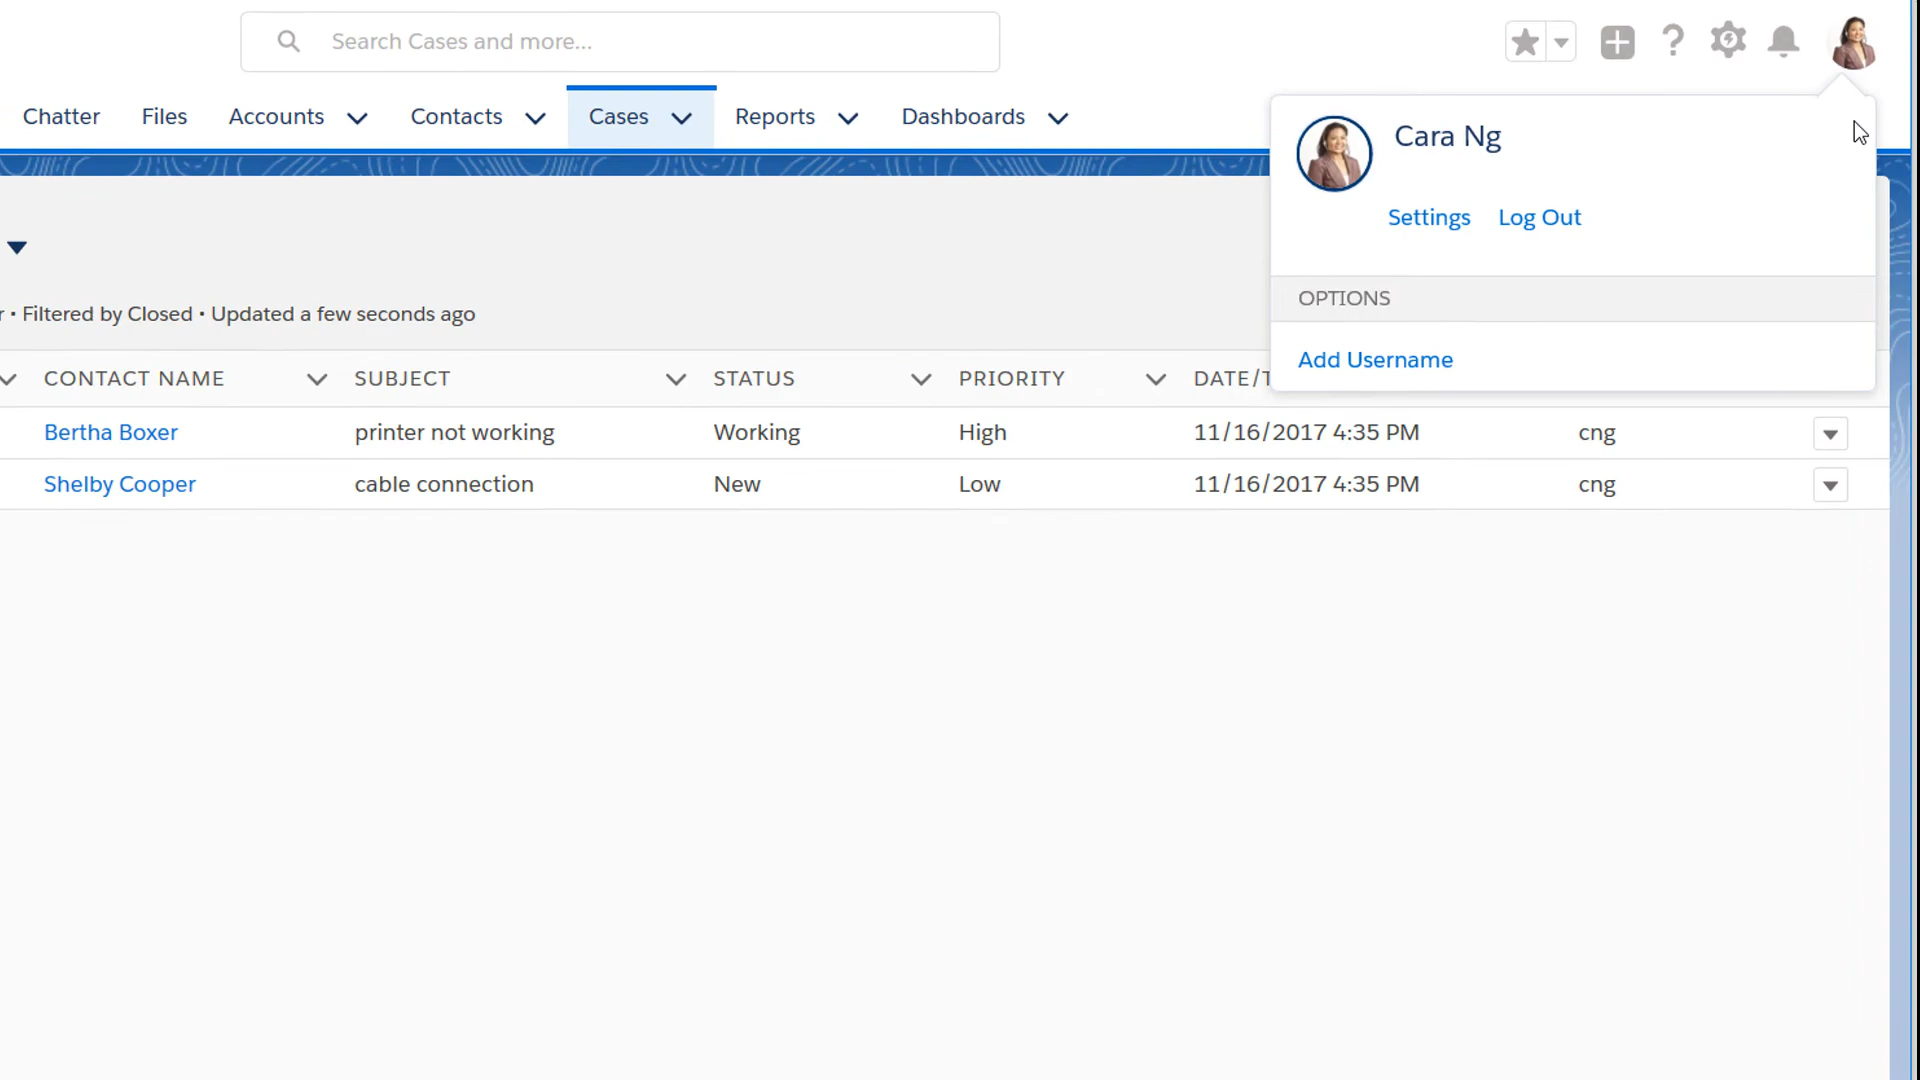 Search Cases and more...
Chatter Files Accounts Contacts Cases Reports Dashboards
Cara Ng
Settings Log Out
OPTIONS
Add Username
r • Filtered by Closed • Updated a few seconds ago
CONTACT NAME SUBJECT STATUS PRIORITY DATE/T
Bertha Boxer printer not working Working High 11/16/2017 4:35 PM cng
Shelby Cooper cable connection New Low 11/16/2017 4:35 PM cng